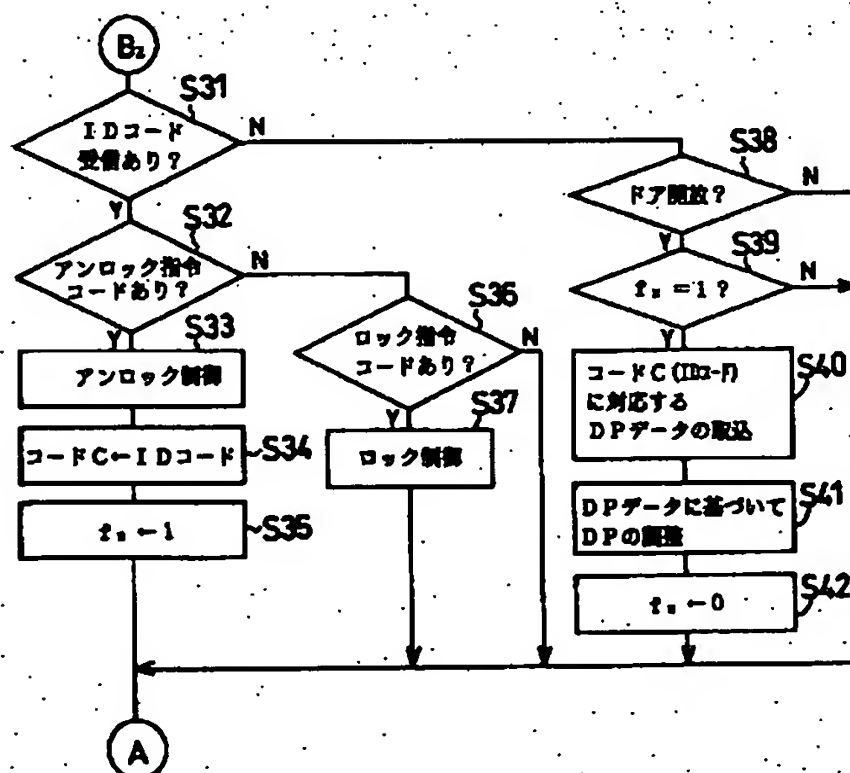 B₂
S31
IDコード
受信あり?
N
Y
S32
アンロック指令
コードあり?
N
Y
S33
アンロック制御
コードC←IDコード
S34
S35
←1
S36
ロック指令
コードあり?
N
Y
S37
ロック制御
S38
ドア開放?
N
Y
S39
=1?
N
Y
S40
コードC(IDコード)
に対応する
DPデータの取込
S41
DPデータに基づいて
DPの調整
S42
←0
A